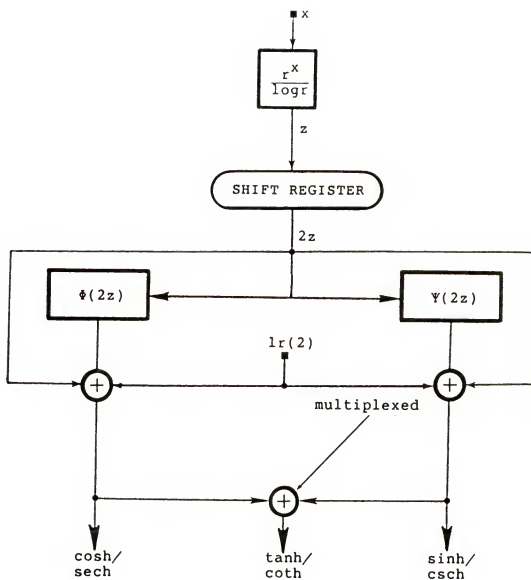 x
r^x
logr
z
SHIFT REGISTER
2z
Φ(2z)
Ψ(2z)
lr(2)
+
+
multiplexed
+
cosh/
sech
tanh/
coth
sinh/
csch